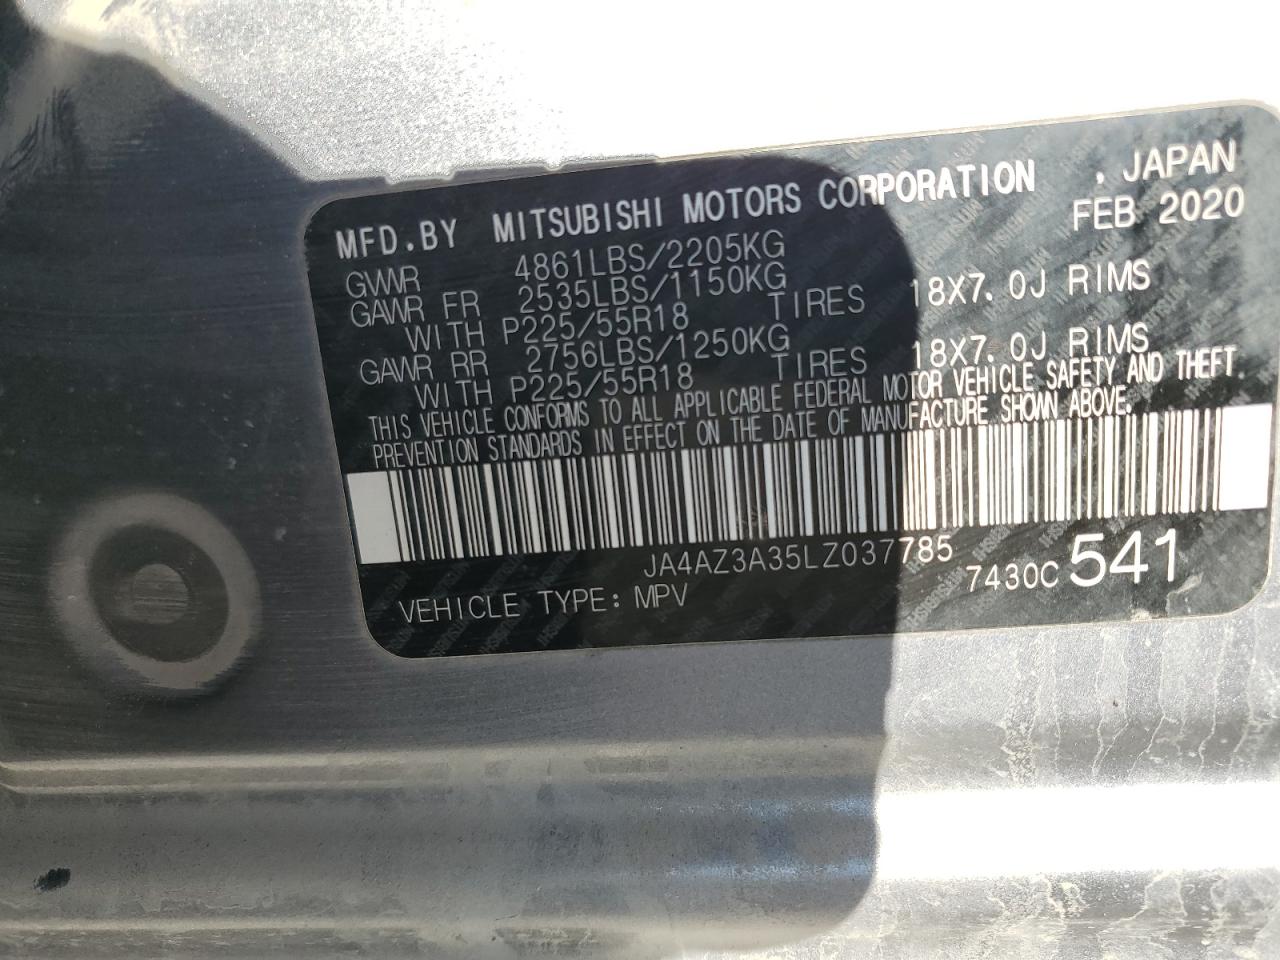 MFD.BY MITSUBISHI MOTORS CORPORATION , JAPAN
FEB 2020
GVWR 4861LBS/2205KG
GAWR FR 2535LBS/1150KG
WITH P225/55R18 TIRES 18X7.0J RIMS
GAWR RR 2756LBS/1250KG
WITH P225/55R18 TIRES 18X7.0J RIMS
THIS VEHICLE CONFORMS TO ALL APPLICABLE FEDERAL MOTOR VEHICLE SAFETY AND THEFT
PREVENTION STANDARDS IN EFFECT ON THE DATE OF MANUFACTURE SHOWN ABOVE.
JA4AZ3A35LZ037785
VEHICLE TYPE: MPV 7430C 541